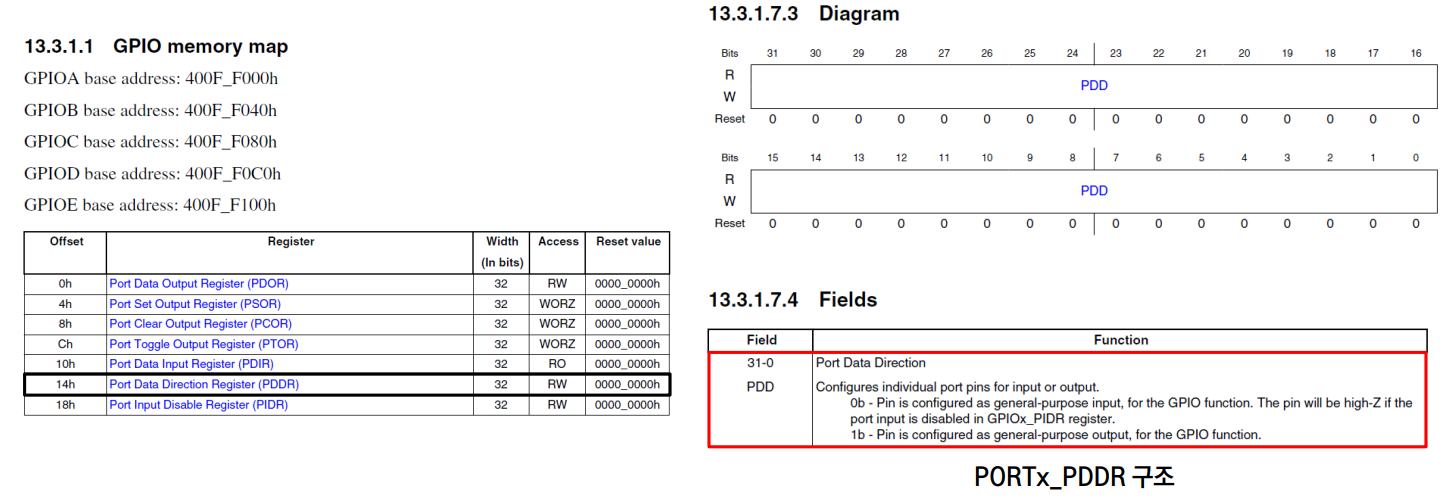 13.3.1.1 GPIO memory map
GPIOA base address: 400F_F000h
GPIOB base address: 400F_F040h
GPIOC base address: 400F_F080h
GPIOD base address: 400F_F0C0h
GPIOE base address: 400F_F100h
Offset Register Width (In bits) Access Reset value
0h Port Data Output Register (PDOR) 32 RW 0000_0000h
4h Port Set Output Register (PSOR) 32 WORZ 0000_0000h
8h Port Clear Output Register (PCOR) 32 WORZ 0000_0000h
Ch Port Toggle Output Register (PTOR) 32 WORZ 0000_0000h
10h Port Data Input Register (PDIR) 32 RO 0000_0000h
14h Port Data Direction Register (PDDR) 32 RW 0000_0000h
18h Port Input Disable Register (PIDR) 32 RW 0000_0000h
13.3.1.7.3 Diagram
Bits 31 30 29 28 27 26 25 24 23 22 21 20 19 18 17 16
R
PDD
W
Reset 0 0 0 0 0 0 0 0 0 0 0 0 0 0 0 0
Bits 15 14 13 12 11 10 9 8 7 6 5 4 3 2 1 0
R
PDD
W
Reset 0 0 0 0 0 0 0 0 0 0 0 0 0 0 0 0
13.3.1.7.4 Fields
Field Function
31-0 Port Data Direction
PDD Configures individual port pins for input or output.
0b - Pin is configured as general-purpose input, for the GPIO function. The pin will be high-Z if the
port input is disabled in GPIOx_PIDR register.
1b - Pin is configured as general-purpose output, for the GPIO function.
PORTx_PDDR 구조